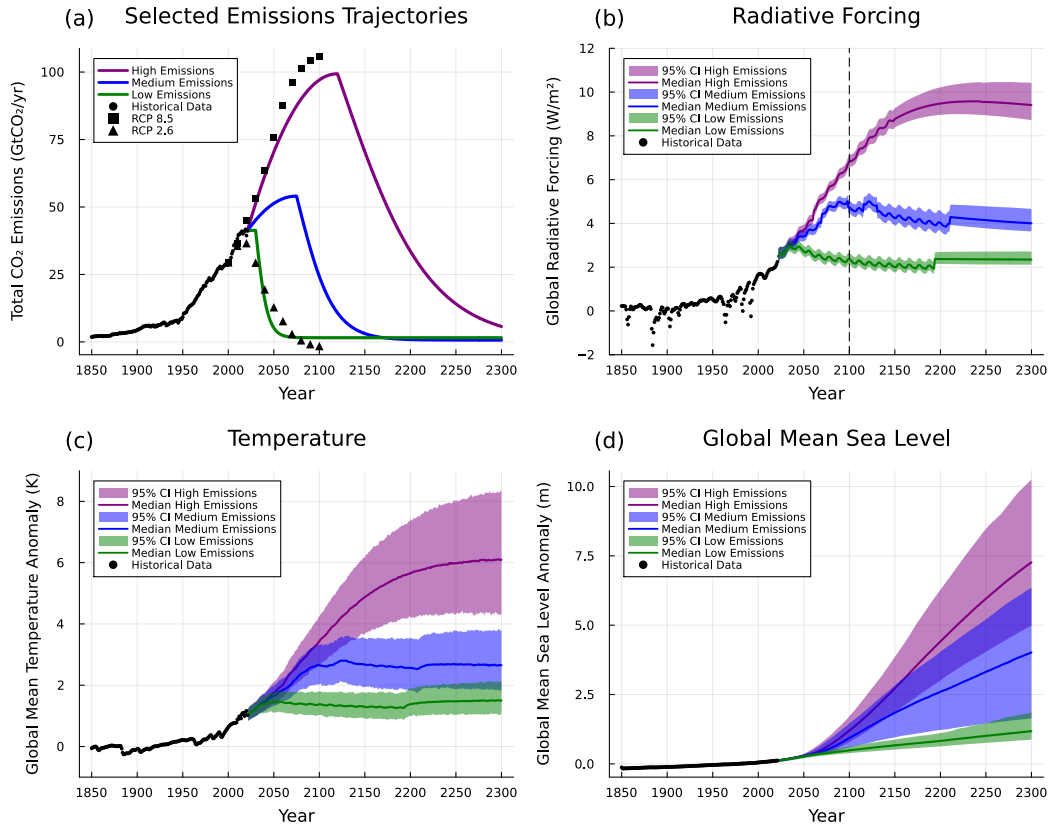 (a) Selected Emissions Trajectories
Total CO₂ Emissions (GtCO₂/yr)
100
75
50
25
0
High Emissions
Medium Emissions
Low Emissions
Historical Data
RCP 8.5
RCP 2.6
1850 1900 1950 2000 2050 2100 2150 2200 2250 2300
Year
(b) Radiative Forcing
Global Radiative Forcing (W/m²)
12
10
8
6
4
2
0
−2
95% CI High Emissions
Median High Emissions
95% CI Medium Emissions
Median Medium Emissions
95% CI Low Emissions
Median Low Emissions
Historical Data
1850 1900 1950 2000 2050 2100 2150 2200 2250 2300
Year
(c) Temperature
Global Mean Temperature Anomaly (K)
8
6
4
2
0
95% CI High Emissions
Median High Emissions
95% CI Medium Emissions
Median Medium Emissions
95% CI Low Emissions
Median Low Emissions
Historical Data
1850 1900 1950 2000 2050 2100 2150 2200 2250 2300
Year
(d) Global Mean Sea Level
Global Mean Sea Level Anomaly (m)
10.0
7.5
5.0
2.5
0.0
95% CI High Emissions
Median High Emissions
95% CI Medium Emissions
Median Medium Emissions
95% CI Low Emissions
Median Low Emissions
Historical Data
1850 1900 1950 2000 2050 2100 2150 2200 2250 2300
Year